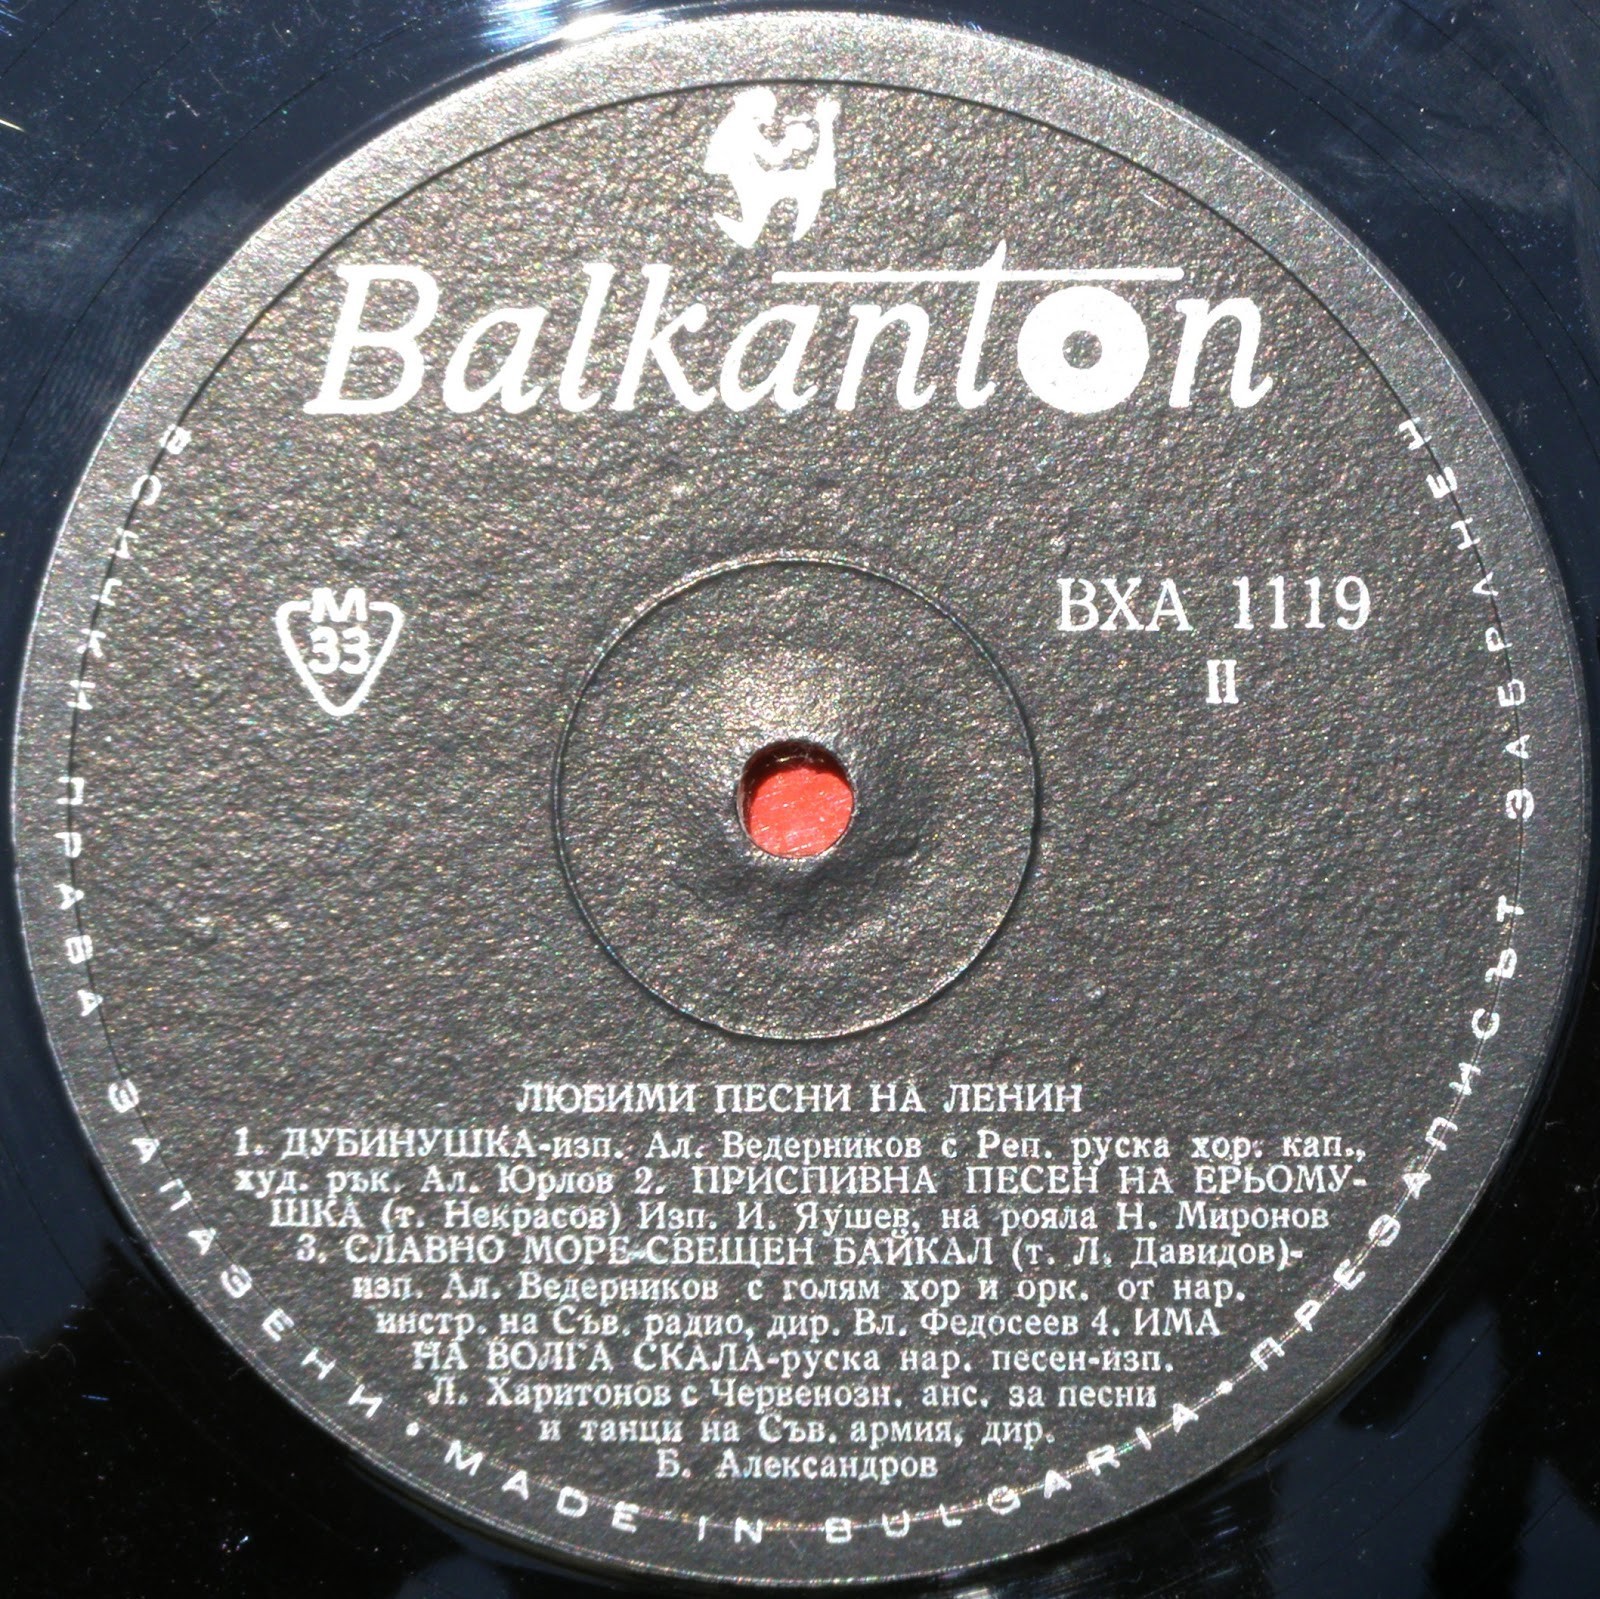 Balkanton
М
33
ВХА 1119
II
ЛЮБИМИ ПЕСНИ НА ЛЕНИН
1. ДУБИНУШКА-изп. Ал. Ведерников с Реп. руска хор. кап.,
худ. рък. Ал. Юрлов 2. ПРИСПИВНА ПЕСЕН НА ЕРЬОМУ-
ШКА (т. Некрасов) Изп. И. Яушев, на рояла Н. Миронов
3. СЛАВНО МОРЕ-СВЕЩЕН БАЙКАЛ (т. Л. Давидов)-
изп. Ал. Ведерников с голям хор и орк. от нар.
инстр. на Съв. радио, дир. Вл. Федосеев 4. ИМА
НА ВОЛГА СКАЛА-руска нар. песен-изп.
Л. Харитонов с Червенозн. анс. за песни
и танци на Съв. армия, дир.
Б. Александров
ВСИЧКИ ПРАВА ЗАПАЗЕНИ • MADE IN BULGARIA • ПРЕЗАПИСЪТ ЗАБРАНЕН